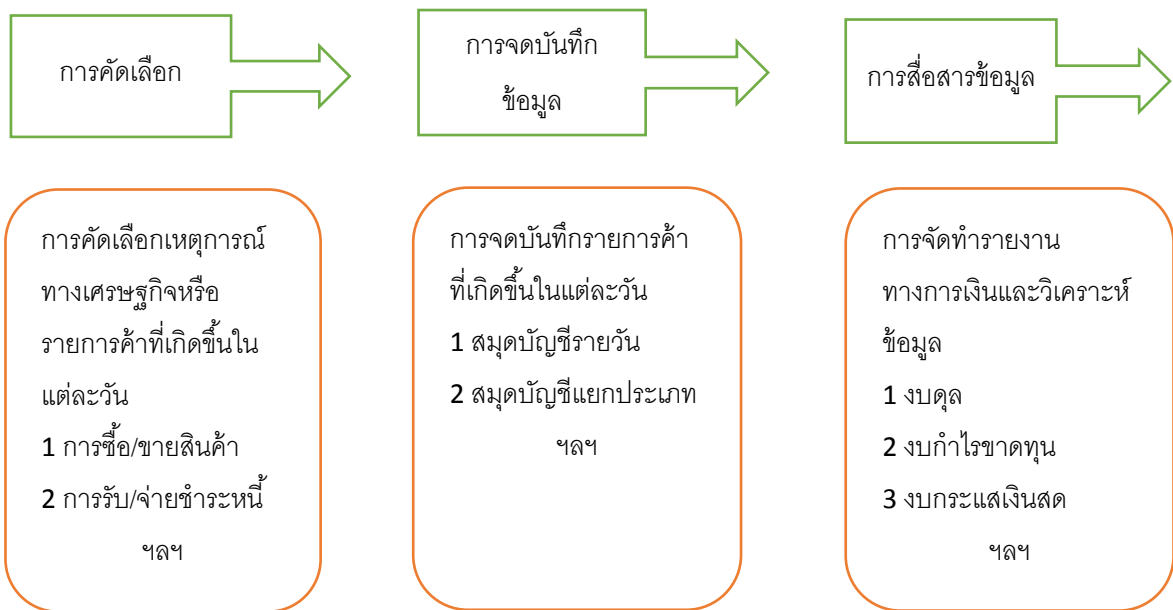 การคัดเลือก
การจดบันทึก
ข้อมูล
การสื่อสารข้อมูล
การคัดเลือกเหตุการณ์
ทางเศรษฐกิจหรือ
รายการค้าที่เกิดขึ้นใน
แต่ละวัน
1 การซื้อ/ขายสินค้า
2 การรับ/จ่ายชำระหนี้
ฯลฯ
การจดบันทึกรายการค้า
ที่เกิดขึ้นในแต่ละวัน
1 สมุดบัญชีรายวัน
2 สมุดบัญชีแยกประเภท
ฯลฯ
การจัดทำรายงาน
ทางการเงินและวิเคราะห์
ข้อมูล
1 งบดุล
2 งบกำไรขาดทุน
3 งบกระแสเงินสด
ฯลฯ